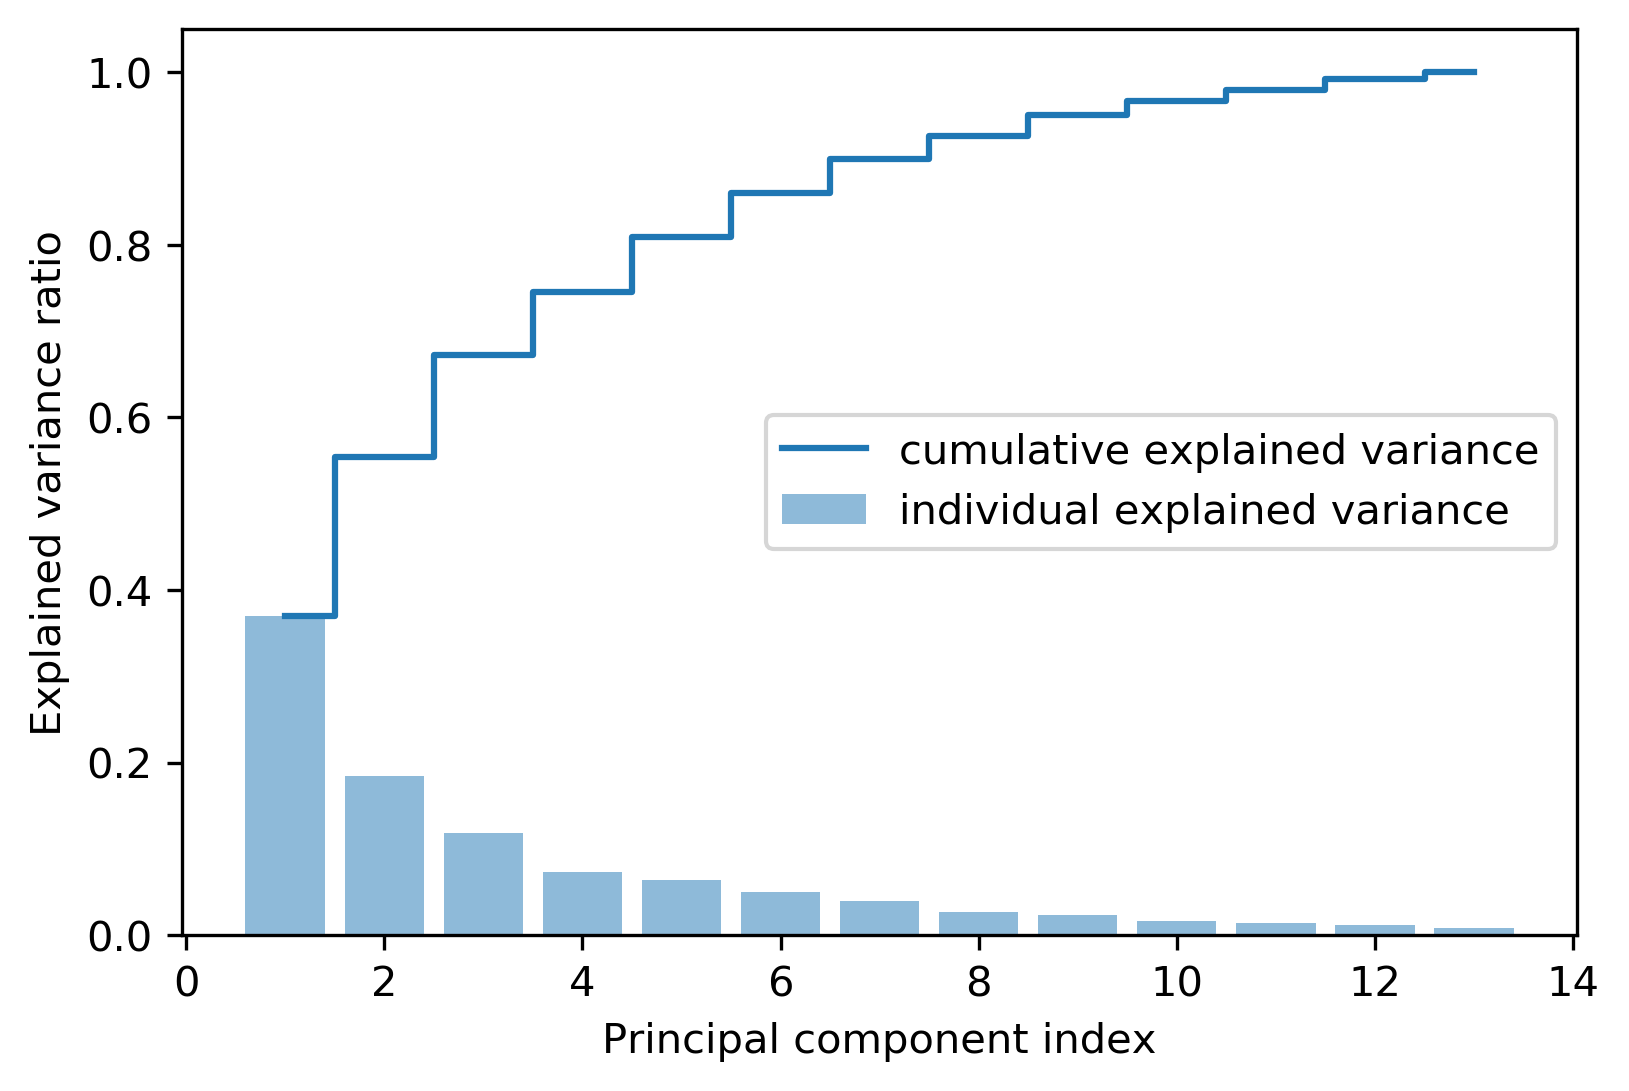 1.0
0.8
0.6
0.4
0.2
0.0
Explained variance ratio
cumulative explained variance
individual explained variance
0 2 4 6 8 10 12 14
Principal component index